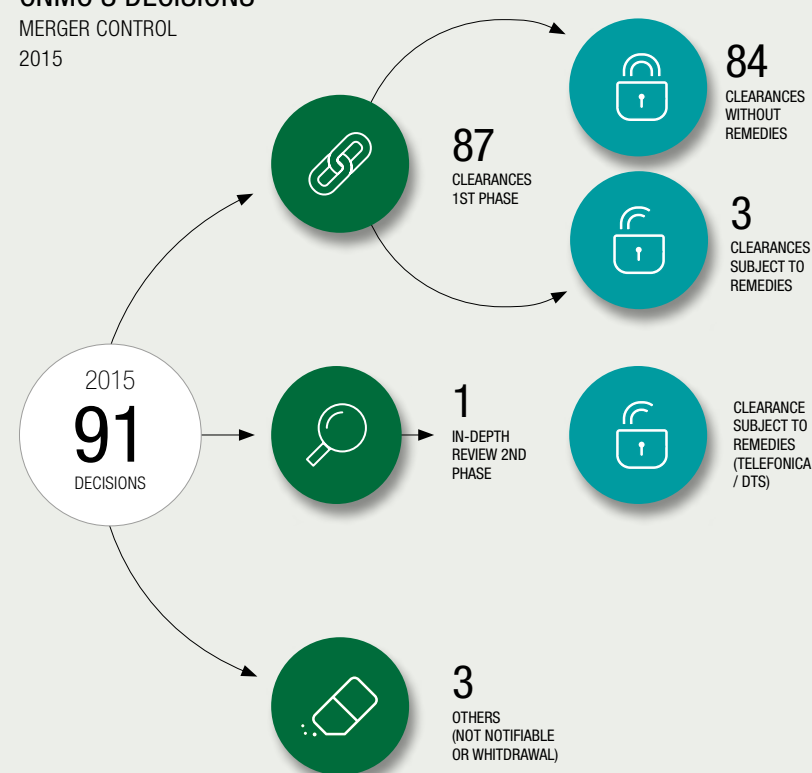 MERGER CONTROL
2015
87
CLEARANCES
1ST PHASE
84
CLEARANCES
WITHOUT
REMEDIES
3
CLEARANCES
SUBJECT TO
REMEDIES
2015
91
DECISIONS
1
IN-DEPTH
REVIEW 2ND
PHASE
CLEARANCE
SUBJECT TO
REMEDIES
(TELEFONICA
/ DTS)
3
OTHERS
(NOT NOTIFIABLE
OR WHITDRAWAL)